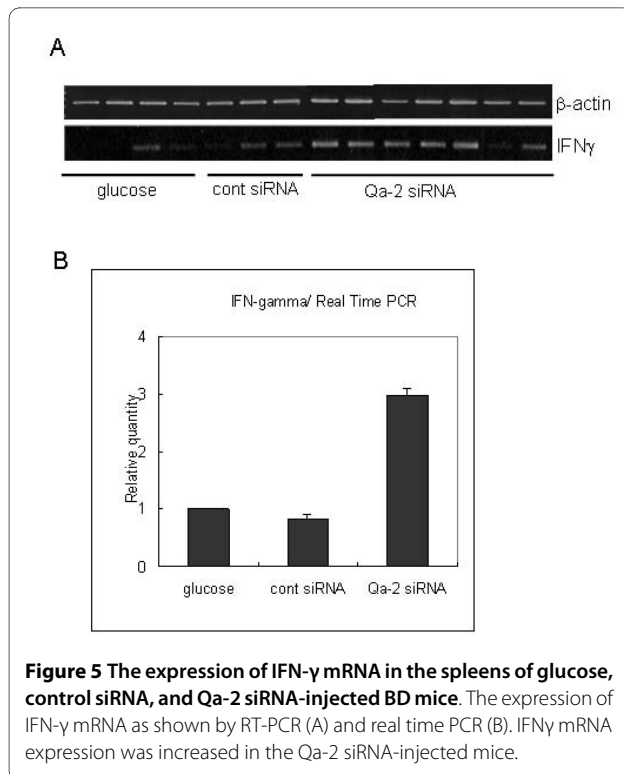 A
β-actin
IFNγ
glucose
cont siRNA
Qa-2 siRNA
B
IFN-gamma/ Real Time PCR
Relative quantity
4
3
2
1
0
glucose
cont siRNA
Qa-2 siRNA
Figure 5 The expression of IFN-γ mRNA in the spleens of glucose,
control siRNA, and Qa-2 siRNA-injected BD mice. The expression of
IFN-γ mRNA as shown by RT-PCR (A) and real time PCR (B). IFNγ mRNA
expression was increased in the Qa-2 siRNA-injected mice.